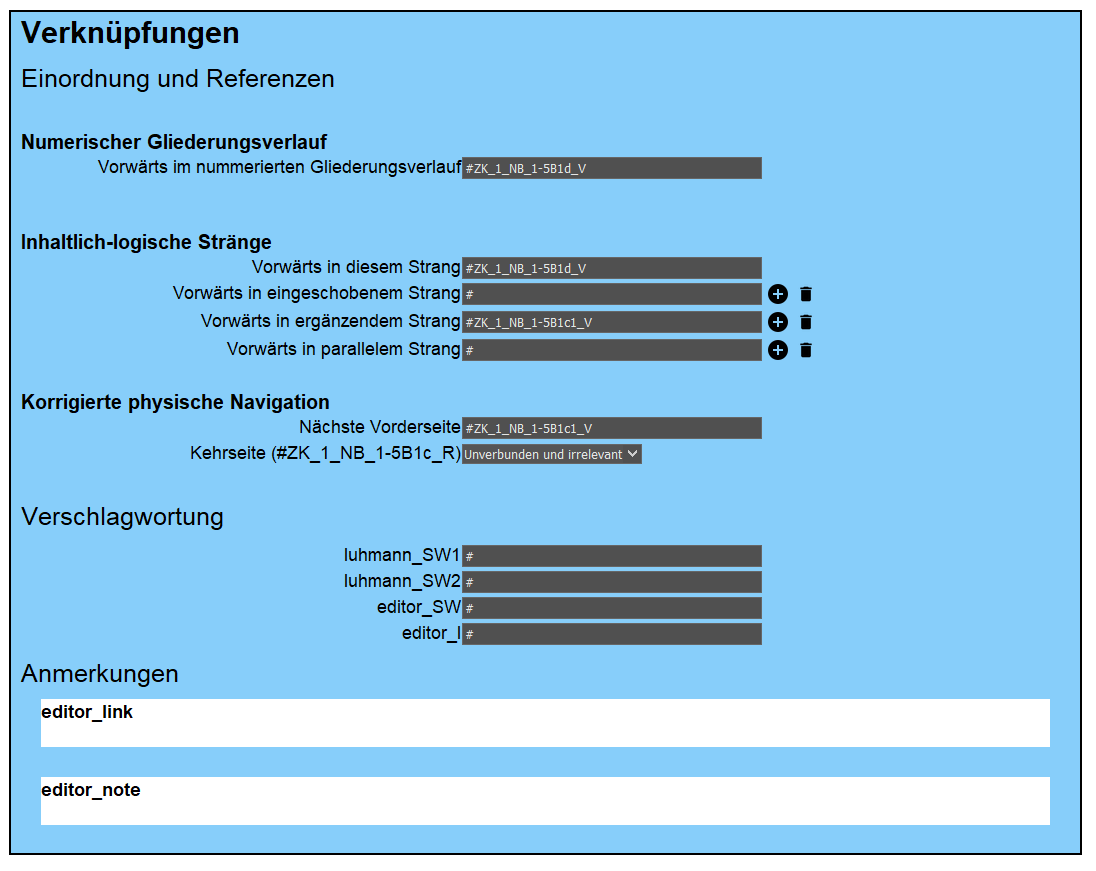 Verknüpfungen
Einordnung und Referenzen
Numerischer Gliederungsverlauf
Vorwärts im nummerierten Gliederungsverlauf #ZK_1_NB_1-5B1d_V
Inhaltlich-logische Stränge
Vorwärts in diesem Strang #ZK_1_NB_1-5B1d_V
Vorwärts in eingeschobenem Strang #
Vorwärts in ergänzendem Strang #ZK_1_NB_1-5B1c1_V
Vorwärts in parallelem Strang #
Korrigierte physische Navigation
Nächste Vorderseite #ZK_1_NB_1-5B1c1_V
Kehrseite (#ZK_1_NB_1-5B1c_R) Unverbunden und irrelevant
Verschlagwortung
luhmann_SW1 #
luhmann_SW2 #
editor_SW #
editor_I #
Anmerkungen
editor_link
editor_note